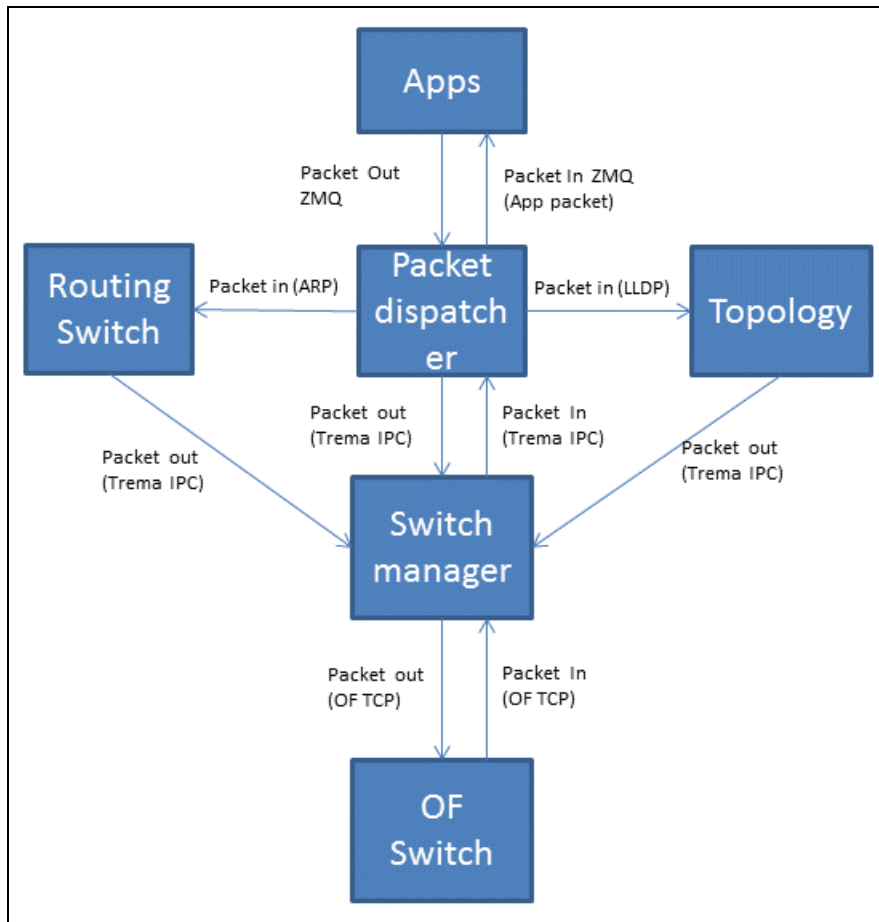 Apps
Packet Out
ZMQ
Packet In ZMQ
(App packet)
Routing
Switch
Packet in (ARP)
Packet
dispatch
er
Packet in (LLDP)
Topology
Packet out
(Trema IPC)
Packet out
(Trema IPC)
Packet In
(Trema IPC)
Packet out
(Trema IPC)
Switch
manager
Packet out
(OF TCP)
Packet In
(OF TCP)
OF
Switch